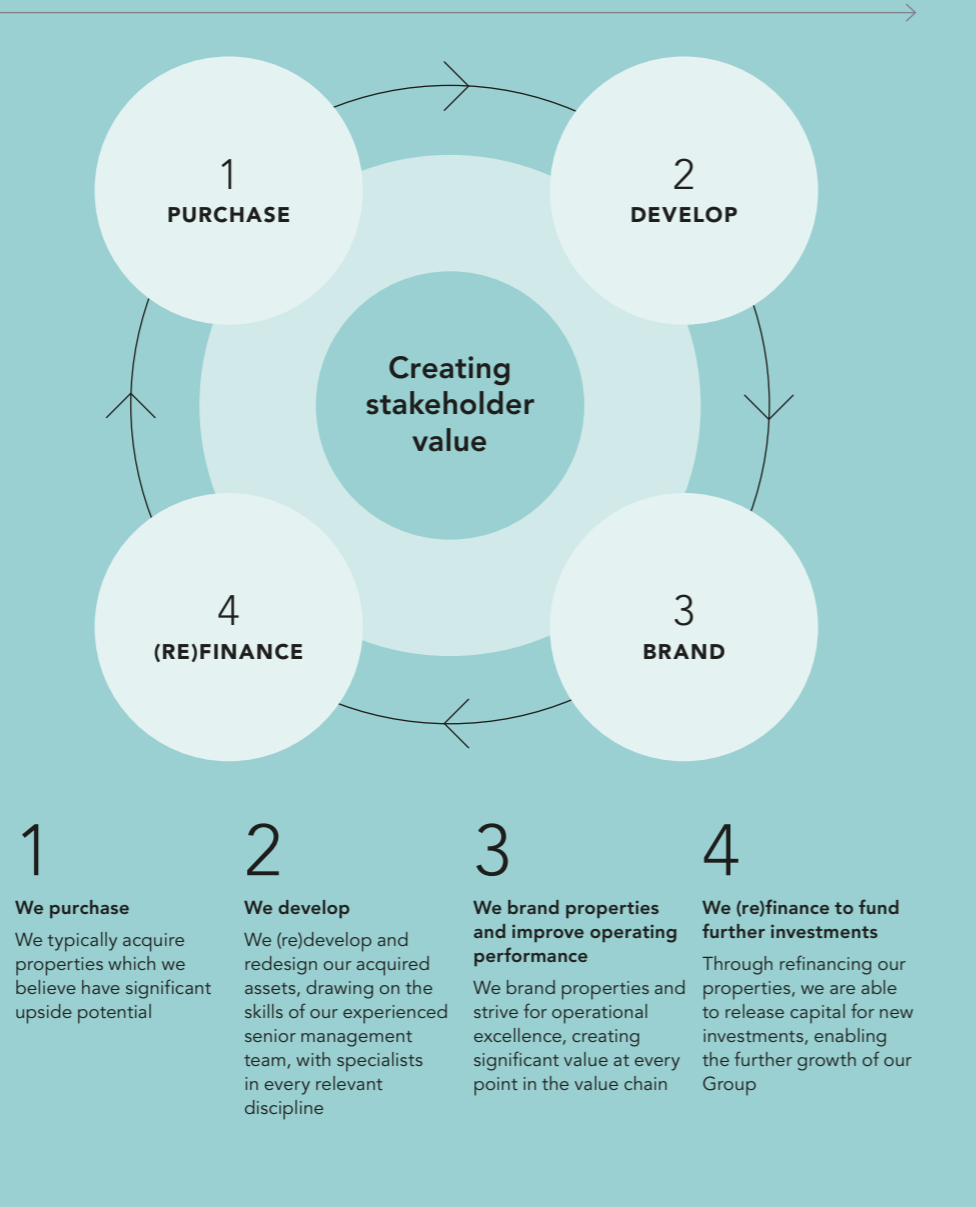 1
PURCHASE
2
DEVELOP
Creating
stakeholder
value
4
(RE)FINANCE
3
BRAND
1
We purchase
We typically acquire
properties which we
believe have significant
upside potential
2
We develop
We (re)develop and
redesign our acquired
assets, drawing on the
skills of our experienced
senior management
team, with specialists
in every relevant
discipline
3
We brand properties
and improve operating
performance
We brand properties and
strive for operational
excellence, creating
significant value at every
point in the value chain
4
We (re)finance to fund
further investments
Through refinancing our
properties, we are able
to release capital for new
investments, enabling
the further growth of our
Group